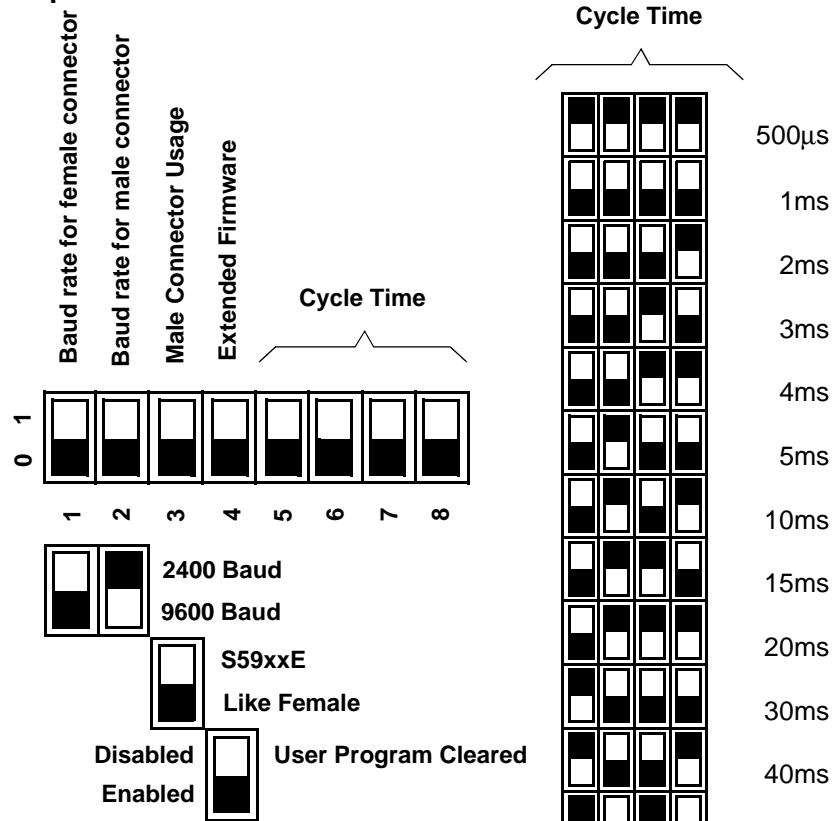 Cycle Time
Baud rate for female connector
Baud rate for male connector
Male Connector Usage
Extended Firmware
Cycle Time
0 1
1 2 3 4 5 6 7 8
2400 Baud
9600 Baud
S59xxE
Like Female
Disabled User Program Cleared
Enabled
500µs
1ms
2ms
3ms
4ms
5ms
10ms
15ms
20ms
30ms
40ms